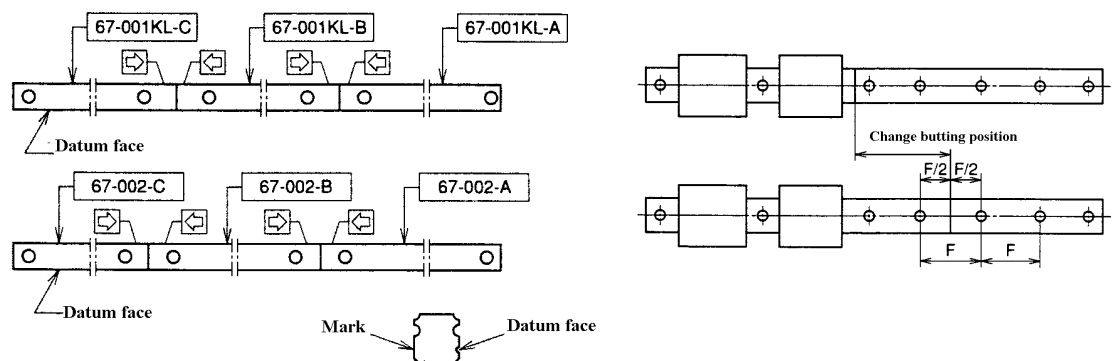 67-001KL-C
67-001KL-B
67-001KL-A
Datum face
67-002-C
67-002-B
67-002-A
Datum face
Mark
Datum face
Change butting position
F/2
F/2
F
F